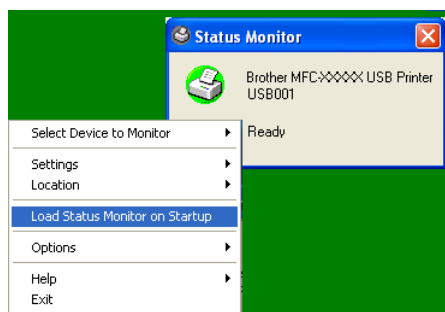 Status Monitor
Brother MFC-XXXXX USB Printer
USB001
Ready
Select Device to Monitor
Settings
Location
Load Status Monitor on Startup
Options
Help
Exit